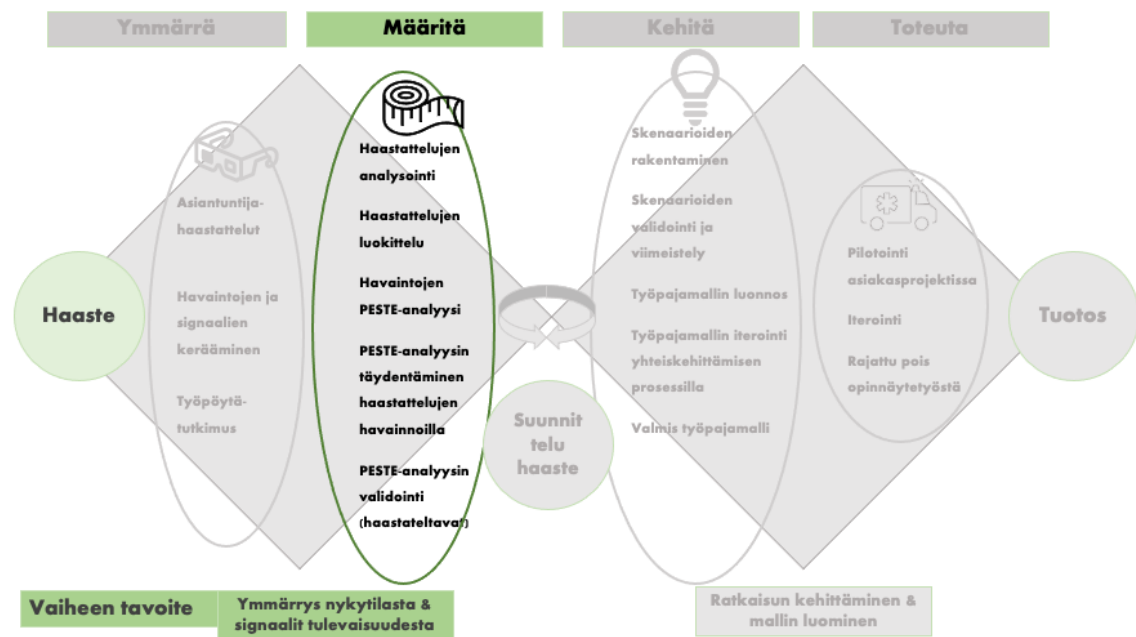 Ymmärrä
Määritä
Kehitä
Toteuta
Haaste
Asiantuntija-
haastattelut
Havaintojen ja
signaalien
kerääminen
Työpöytä-
tutkimus
Haastattelujen
analysointi
Haastattelujen
luokittelu
Havaintojen
PESTE-analyysi
PESTE-analyysin
täydentäminen
haastattelujen
havainnoilla
PESTE-analyysin
validointi
(haastateltavat)
Suunnit
telu
haaste
Skenaarioiden
rakentaminen
Skenaarioiden
validointi ja
viimeistely
Työpajamallin luonnos
Työpajamallin iterointi
yhteiskehittämisen
prosessilla
Valmis työpajamalli
Pilotointi
asiakasprojektissa
Iterointi
Rajattu pois
opinnäytetyöstä
Tuotos
Vaiheen tavoite
Ymmärrys nykytilasta &
signaalit tulevaisuudesta
Ratkaisun kehittäminen &
mallin luominen